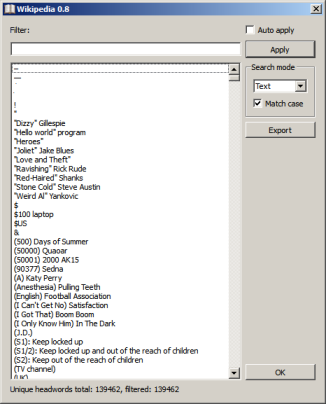 Wikipedia 0.8
Filter:
Auto apply
Apply
Search mode
Text
Match case
Export
–
—
!
"
"Dizzy" Gillespie
"Hello world" program
"Heroes"
"Joliet" Jake Blues
"Love and Theft"
"Ravishing" Rick Rude
"Red-Haired" Shanks
"Stone Cold" Steve Austin
"Weird Al" Yankovic
$
$100 laptop
$US
&
(500) Days of Summer
(50000) Quaoar
(50001) 2000 AK15
(90377) Sedna
(A) Katy Perry
(Anesthesia) Pulling Teeth
(English) Football Association
(I Can't Get No) Satisfaction
(I Got That) Boom Boom
(I Only Know Him) In The Dark
(J.D.)
(S1): Keep locked up
(S1/2): Keep locked up and out of the reach of children
(S2): Keep out of the reach of children
(TV channel)
(UK)
OK
Unique headwords total: 139462, filtered: 139462